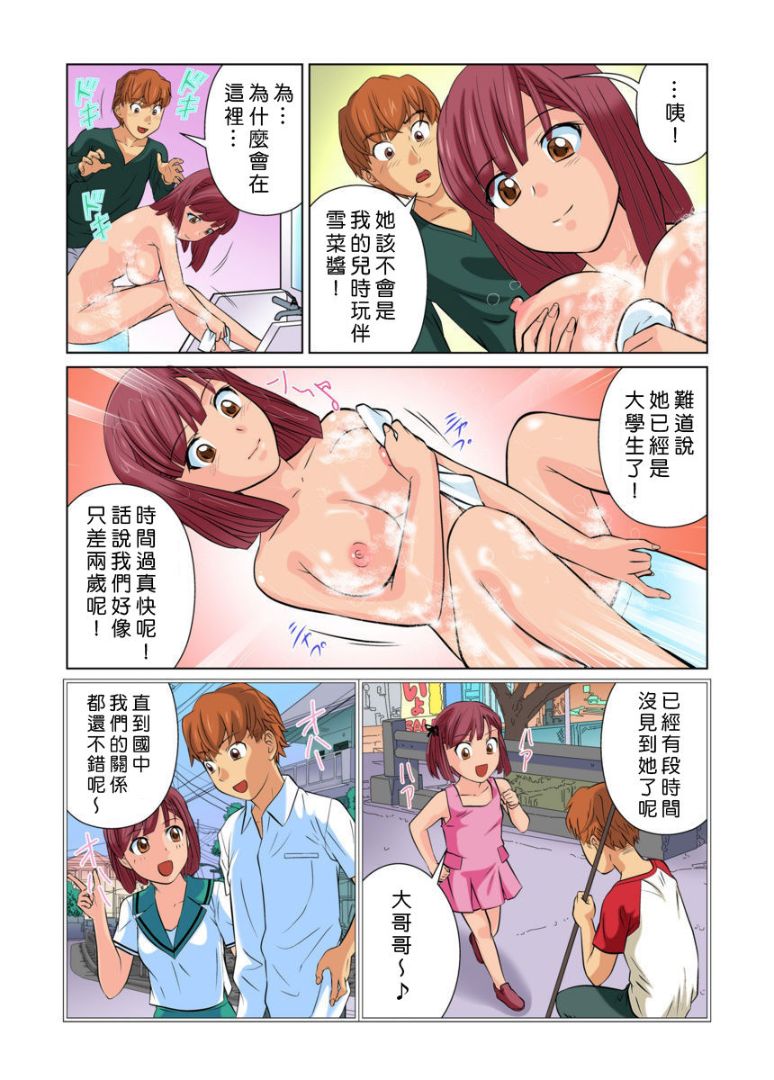 …咦！
她該不會是
我的兒時玩伴
雪菜醬！
為…
為什麼會在
這裡…
ドキ
ドキ
ドキ
難道說
她已經是
大學生了！
時間過真快呢！
話說我們好像
只差兩歲呢！
已經有段時間
沒見到她了呢
大哥哥～♪
直到國中
我們的關係
都還不錯呢～